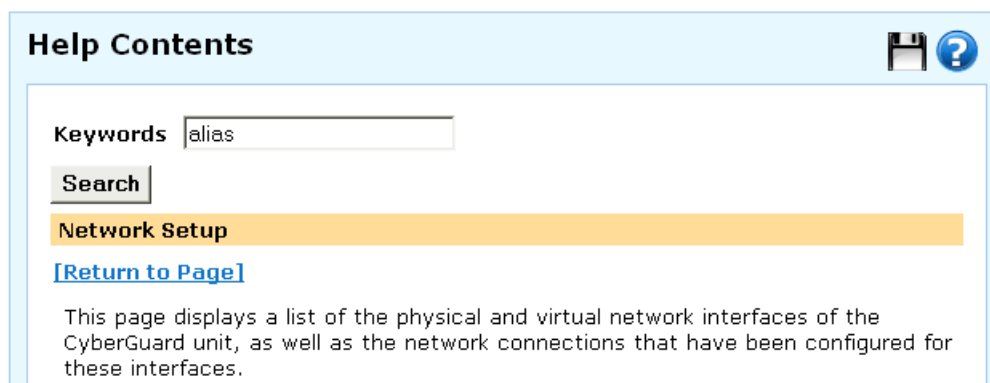 Help Contents
?
Keywords alias
Search
Network Setup
[Return to Page]
This page displays a list of the physical and virtual network interfaces of the
CyberGuard unit, as well as the network connections that have been configured for
these interfaces.